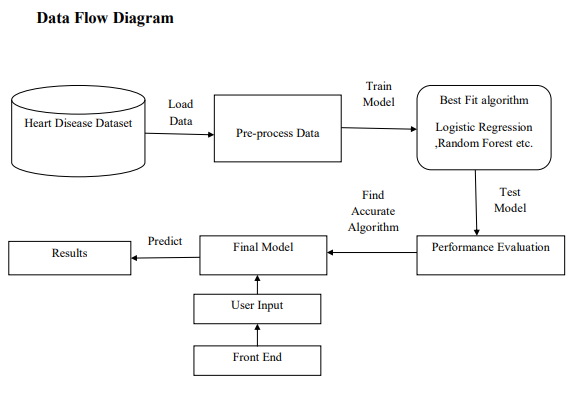 Data Flow Diagram
Heart Disease Dataset
Load
Data
Pre-process Data
Train
Model
Best Fit algorithm
Logistic Regression
,Random Forest etc.
Test
Model
Performance Evaluation
Find
Accurate
Algorithm
Final Model
Predict
Results
User Input
Front End